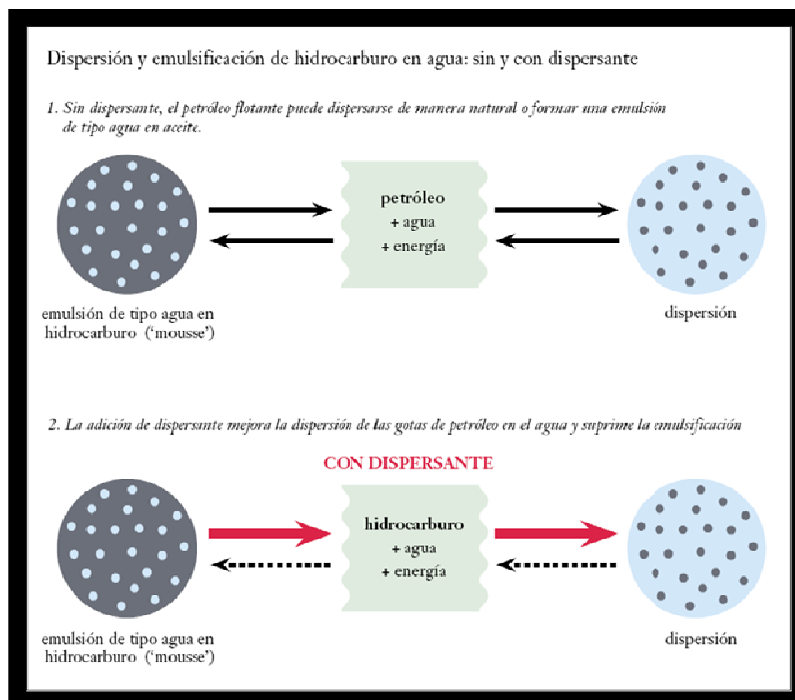 Dispersión y emulsificación de hidrocarburo en agua: sin y con dispersante
1. Sin dispersante, el petróleo flotante puede dispersarse de manera natural o formar una emulsión
de tipo agua en aceite.
petróleo
+ agua
+ energía
emulsión de tipo agua en
hidrocarburo ('mousse')
dispersión
2. La adición de dispersante mejora la dispersión de las gotas de petróleo en el agua y suprime la emulsificación
CON DISPERSANTE
hidrocarburo
+ agua
+ energía
emulsión de tipo agua en
hidrocarburo ('mousse')
dispersión